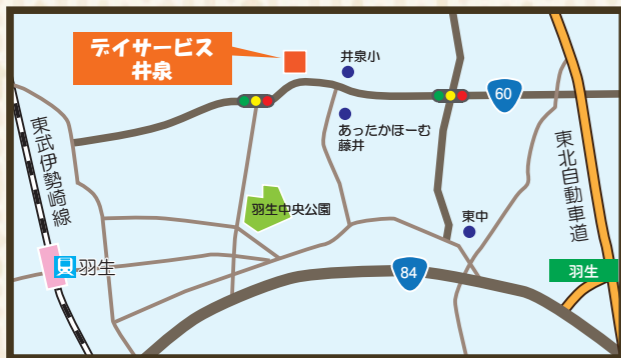 デイサービス
井泉
井泉小
60
あったかほーむ
藤井
東武伊勢崎線
東北自動車道
羽生中央公園
東中
羽生
84
羽生